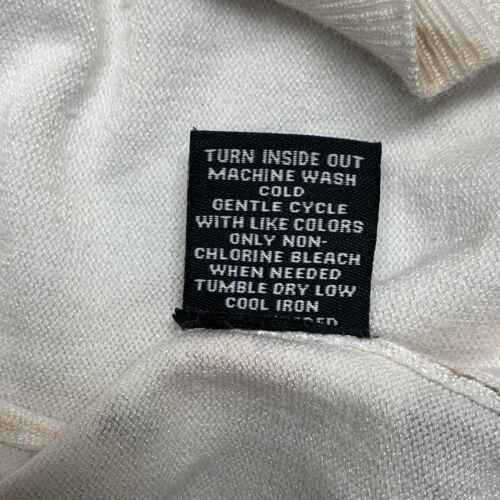 TURN INSIDE OUT
MACHINE WASH
COLD
GENTLE CYCLE
WITH LIKE COLORS
ONLY NON-
CHLORINE BLEACH
WHEN NEEDED
TUMBLE DRY LOW
COOL IRON